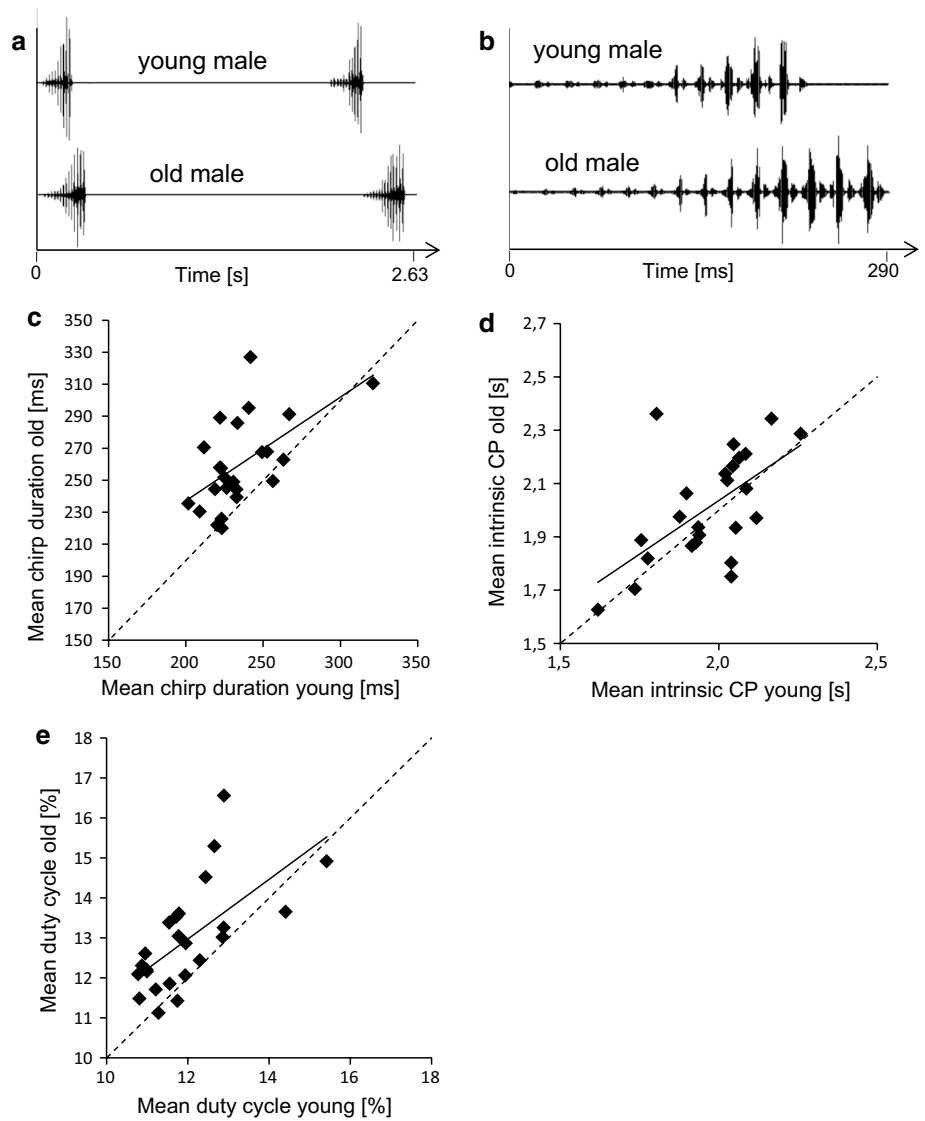 a
young male
old male
0
Time [s]
2.63
b
young male
old male
0
Time [ms]
290
c
350
330
310
290
270
250
230
210
190
170
150
150
200
250
300
350
Mean chirp duration old [ms]
Mean chirp duration young [ms]
d
2,7
2,5
2,3
2,1
1,9
1,7
1,5
1,5
2,0
2,5
Mean intrinsic CP old [s]
Mean intrinsic CP young [s]
e
18
17
16
15
14
13
12
11
10
10
12
14
16
18
Mean duty cycle old [%]
Mean duty cycle young [%]